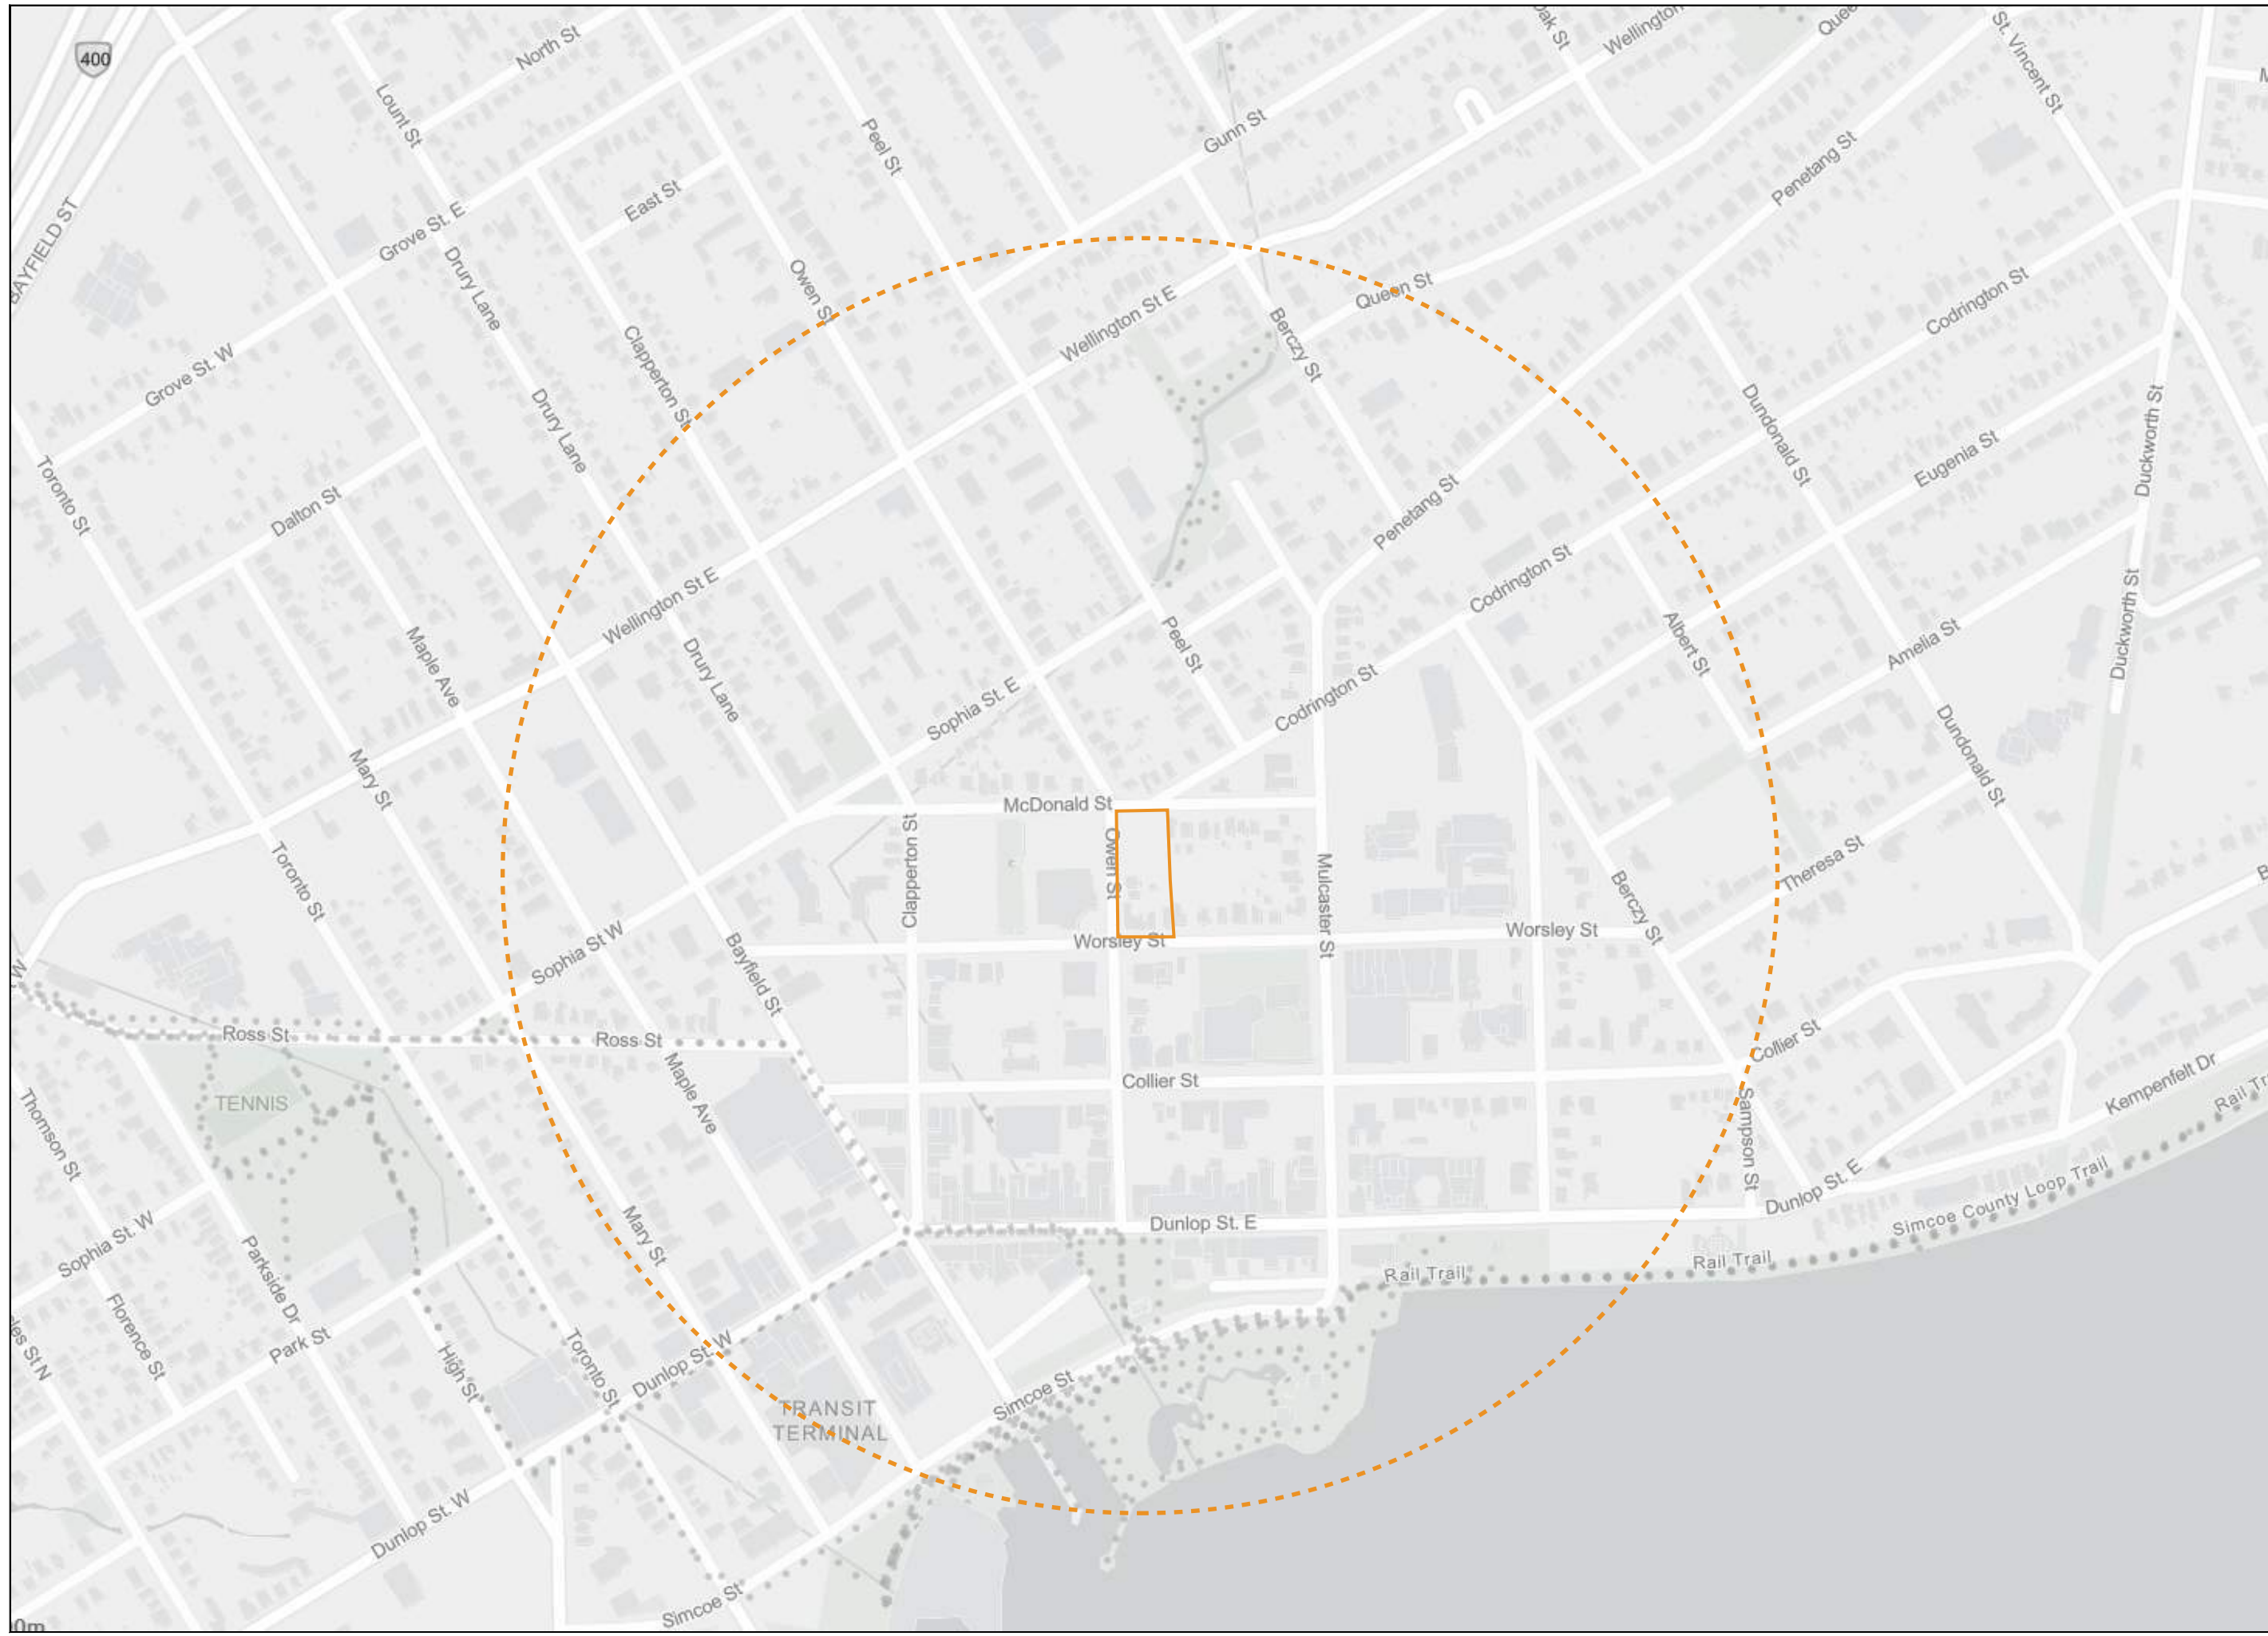 400
North St
Oak St
Wellington
Que
St. Vincent St
Lount St
Peel St
Gunn St
Penetang St
East St
Grove St. E
BAYFIELD ST
Drury Lane
Owen St
Queen St
Codrington St
Wellington St E
Berczy St
Clapperton St
Grove St. W
Drury Lane
Dundonald St
Duckworth St
Eugenia St
Toronto St
Dalton St
Penetang St
Codrington St
Wellington St E
Duckworth St
Maple Ave
Drury Lane
Peel St
Albert St
Amelia St
Sophia St. E
Codrington St
Mary St
Dundonald St
McDonald St
Toronto St
Clapperton St
Owen St
Mulcaster St
Berczy St
Theresa St
Sophia St W
Bayfield St
Worsley St
Worsley St
Ross St
Ross St
Collier St
Maple Ave
Collier St
Kempenfelt Dr
Rail Tr
TENNIS
Thomson St
Sampson St
Sophia St. W
Parkside Dr
Mary St
Dunlop St. E
Dunlop St. E
Simcoe County Loop Trail
Rail Trail
Rail Trail
Florence St
Park St
High St
Toronto St
Dunlop St. W
Simcoe St
les St N
TRANSIT
TERMINAL
Dunlop St. W
Simcoe St
0m